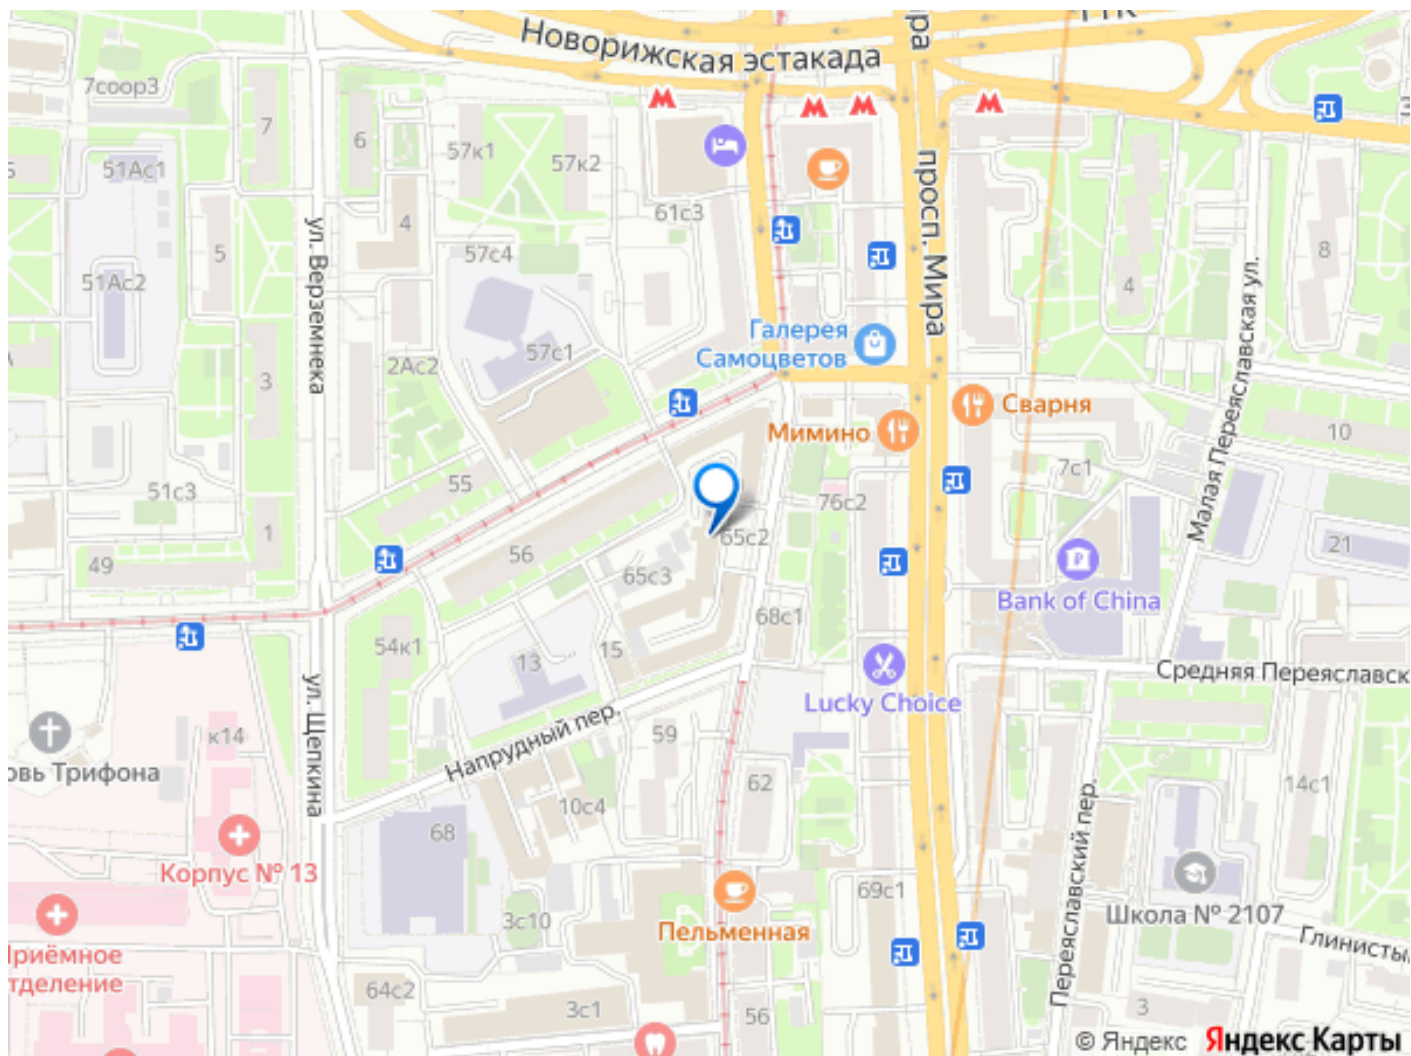 Новорижская эстакада
7соор3
7
6
57к1
57к2
51Ас1
61с3
4
5
57с4
ул. Верземнека
просп. Мира
8
4
51Ас2
Малая Переяславская ул.
Галерея
Самоцветов
57с1
2Ас2
3
Сварня
Мимино
10
7с1
51с3
55
76с2
1
56
65с2
21
49
65с3
Bank of China
68с1
54к1
15
13
Средняя Переяславск
ул. Щепкина
Lucky Choice
Напрудный пер.
59
к14
овь Трифона
62
14с1
10с4
Переяславский пер.
68
Корпус № 13
69с1
Школа № 2107
3с10
Пельменная
Глинисты
Приёмное
тделение
64с2
3с1
56
3
© Яндекс Яндекс Карты